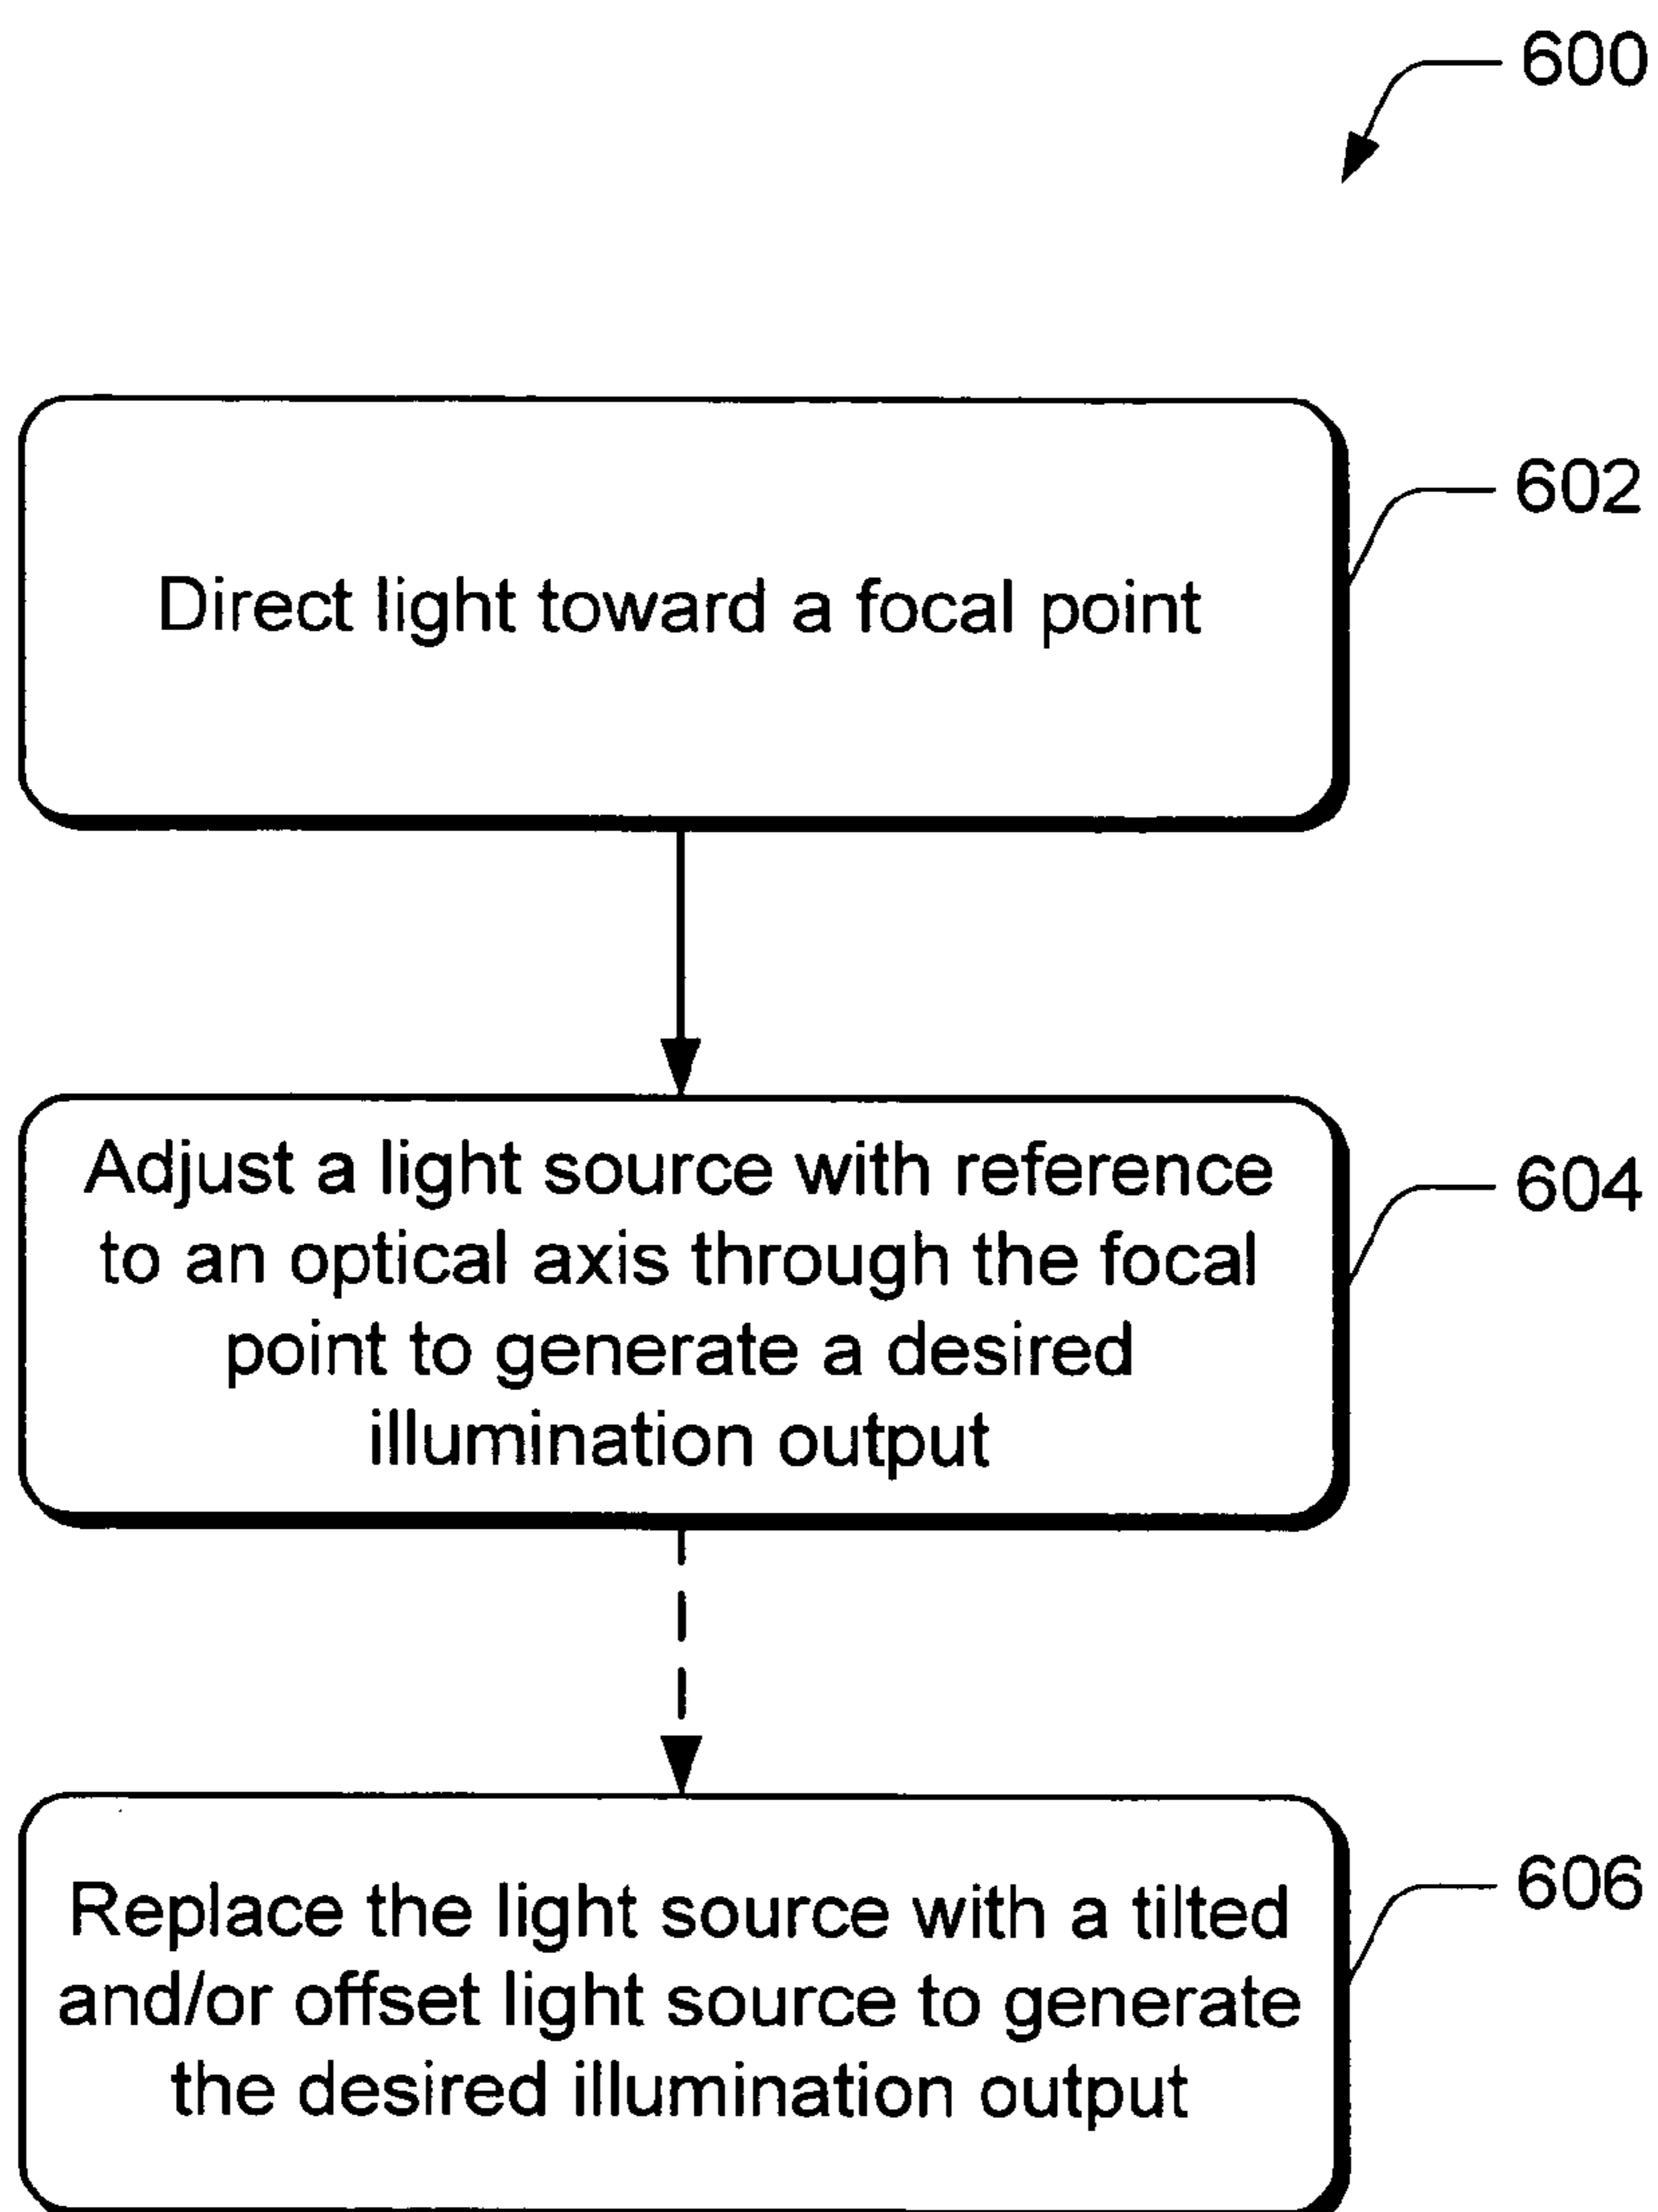 600
602
Direct light toward a focal point
Adjust a light source with reference
to an optical axis through the focal
point to generate a desired
illumination output
604
Replace the light source with a tilted
and/or offset light source to generate
the desired illumination output
606